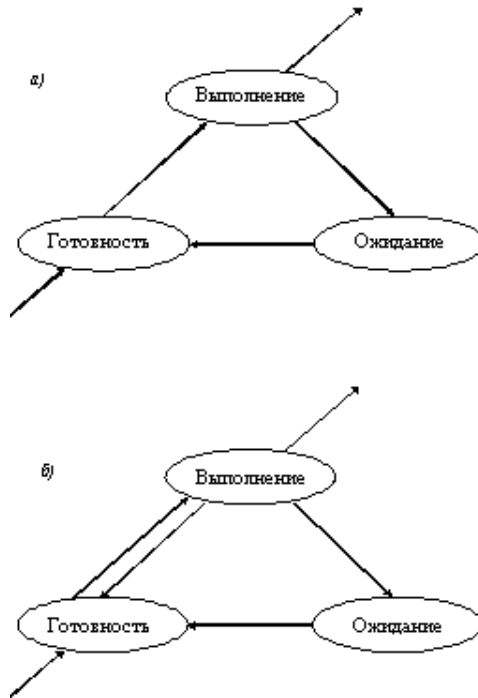 а)
Выполнение
Готовность
Ожидание
б)
Выполнение
Готовность
Ожидание